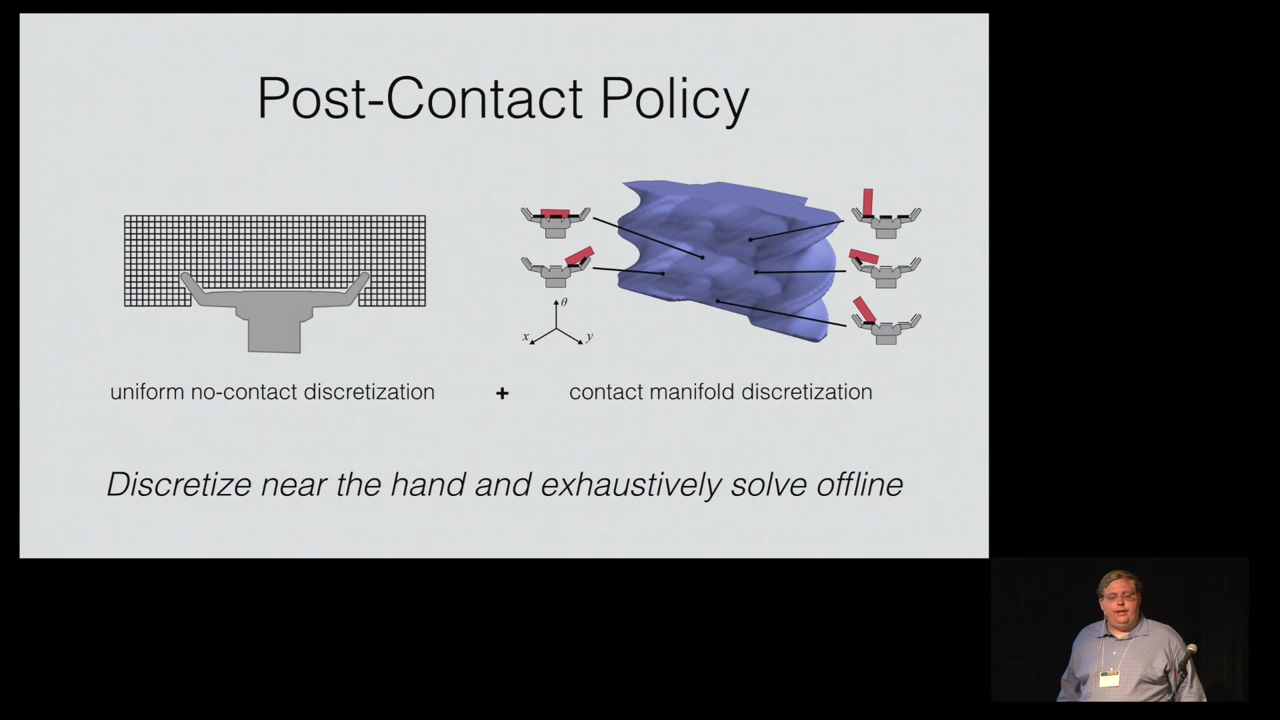 Post-Contact Policy
θ
x
y
uniform no-contact discretization + contact manifold discretization
Discretize near the hand and exhaustively solve offline